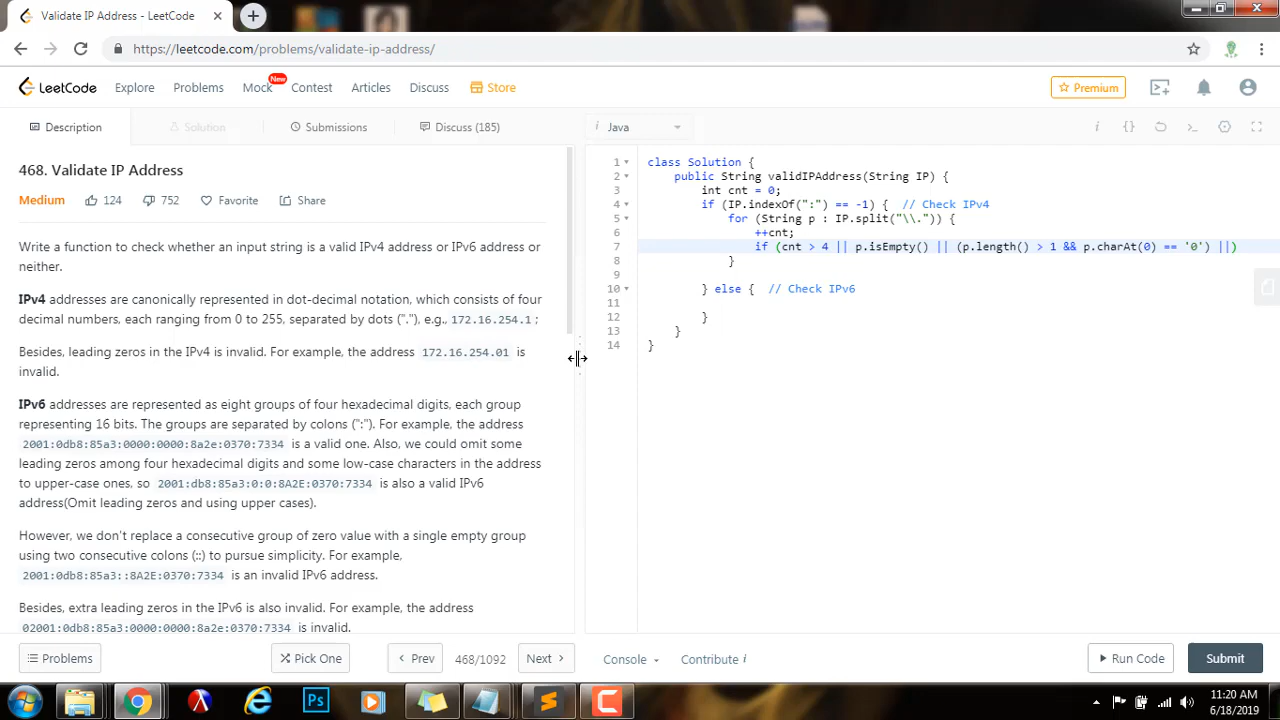 Validate IP Address - LeetCode
https://leetcode.com/problems/validate-ip-address/
LeetCode
Explore
Problems
Mock
New
Contest
Articles
Discuss
Store
Premium
Description
Solution
Submissions
Discuss (185)
468. Validate IP Address
Medium
124
752
Favorite
Share
Write a function to check whether an input string is a valid IPv4 address or IPv6 address or
neither.
IPv4 addresses are canonically represented in dot-decimal notation, which consists of four
decimal numbers, each ranging from 0 to 255, separated by dots ("."), e.g., 172.16.254.1 ;
Besides, leading zeros in the IPv4 is invalid. For example, the address 172.16.254.01 is
invalid.
IPv6 addresses are represented as eight groups of four hexadecimal digits, each group
representing 16 bits. The groups are separated by colons (":"). For example, the address
2001:0db8:85a3:0000:0000:8a2e:0370:7334 is a valid one. Also, we could omit some
leading zeros among four hexadecimal digits and some low-case characters in the address
to upper-case ones, so 2001:db8:85a3:0:0:8A2E:0370:7334 is also a valid IPv6
address(Omit leading zeros and using upper cases).
However, we don't replace a consecutive group of zero value with a single empty group
using two consecutive colons (::) to pursue simplicity. For example,
2001:0db8:85a3::8A2E:0370:7334 is an invalid IPv6 address.
Besides, extra leading zeros in the IPv6 is also invalid. For example, the address
02001:0db8:85a3:0000:0000:8a2e:0370:7334 is invalid.
Problems
Pick One
Prev
468/1092
Next
i Java
1 class Solution {
2 public String validIPAddress(String IP) {
3 int cnt = 0;
4 if (IP.indexOf(":") == -1) { // Check IPv4
5 for (String p : IP.split("\\.")) {
6 ++cnt;
7 if (cnt > 4 || p.isEmpty() || (p.length() > 1 && p.charAt(0) == '0') ||)
8 }
9
10 } else { // Check IPv6
11
12 }
13 }
14 }
Console
Contribute i
Run Code
Submit
Ps
11:20 AM
6/18/2019